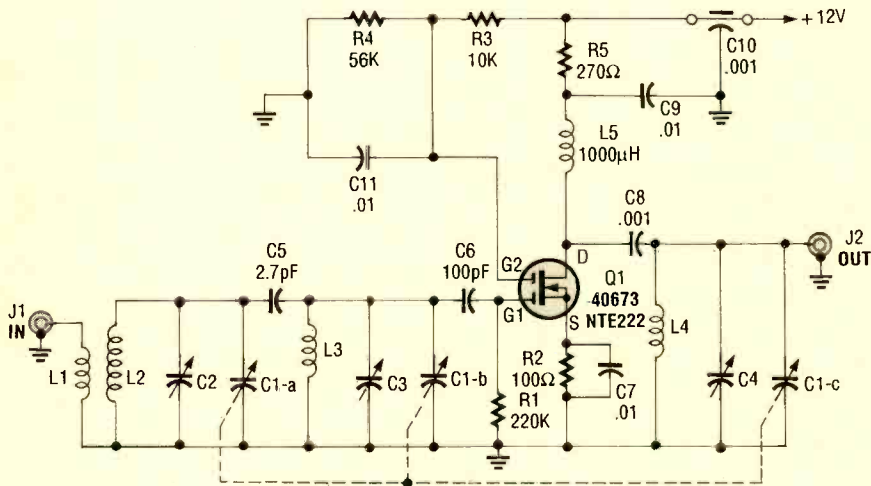 R4
56K
R3
10K
+12V
C10
.001
R5
270Ω
C9
.01
L5
1000µH
C11
.01
C8
.001
J2
OUT
C5
2.7pF
C6
100pF
G2
D
Q1
40673
NTE222
G1
S
J1
IN
L1
L2
C2
C1-a
L3
C3
C1-b
R2
100Ω
R1
220K
C7
.01
L4
C4
C1-c